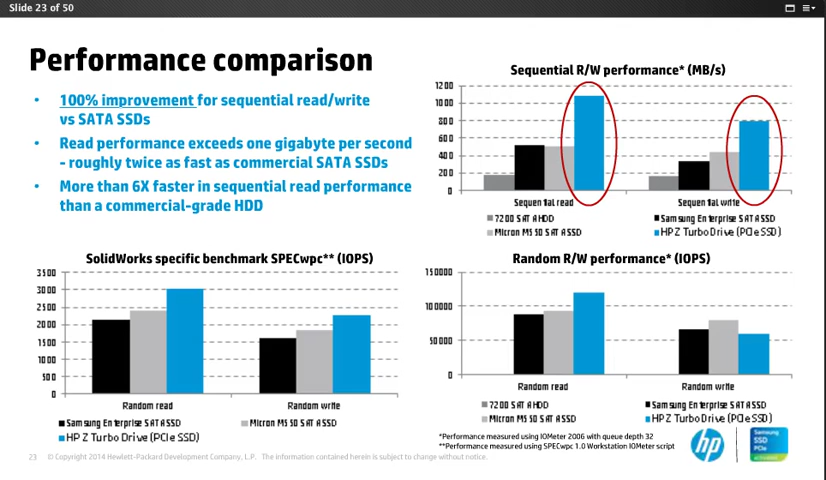 Slide 23 of 50
Performance comparison
• 100% improvement for sequential read/write
vs SATA SSDs
• Read performance exceeds one gigabyte per second
- roughly twice as fast as commercial SATA SSDs
• More than 6X faster in sequential read performance
than a commercial-grade HDD
Sequential R/W performance* (MB/s)
1200
1000
800
600
400
200
0
Sequential read Sequential write
7200 SATA HDD Samsung Enterprise SATA SSD
Micron M550 SATA SSD HP Z Turbo Drive (PCIe SSD)
SolidWorks specific benchmark SPECwpc** (IOPS)
3500
3000
2500
2000
1500
1000
500
0
Random read Random write
Samsung Enterprise SATA SSD Micron M550 SATA SSD
HP Z Turbo Drive (PCIe SSD)
Random R/W performance* (IOPS)
150000
100000
50000
0
Random read Random write
7200 SATA HDD Samsung Enterprise SATA SSD
Micron M550 SATA SSD HP Z Turbo Drive (PCIe SSD)
*Performance measured using IOMeter 2006 with queue depth 32
**Performance measured using SPECwpc 1.0 Workstation IOMeter script
hp
Samsung
SSD
PCIe
23 © Copyright 2014 Hewlett-Packard Development Company, L.P. The information contained herein is subject to change without notice.